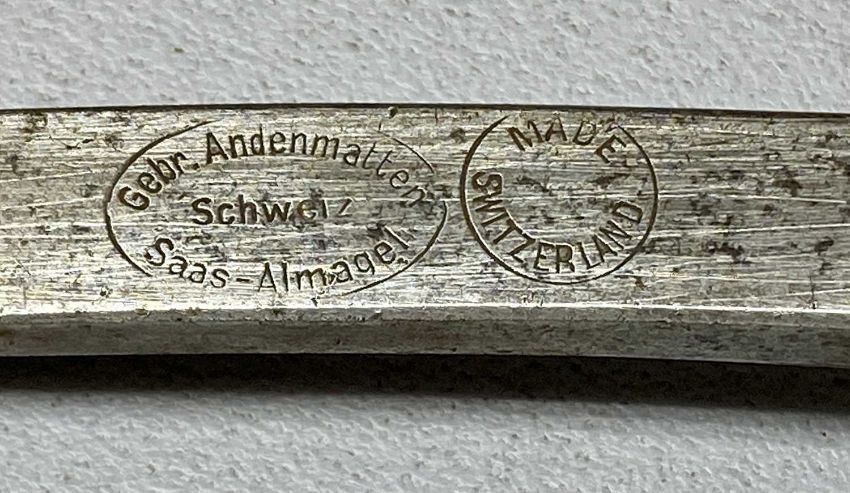 Gebr. Andenmatten
Schweiz
Saas-Almagel.
MADE
SWITZERLAND